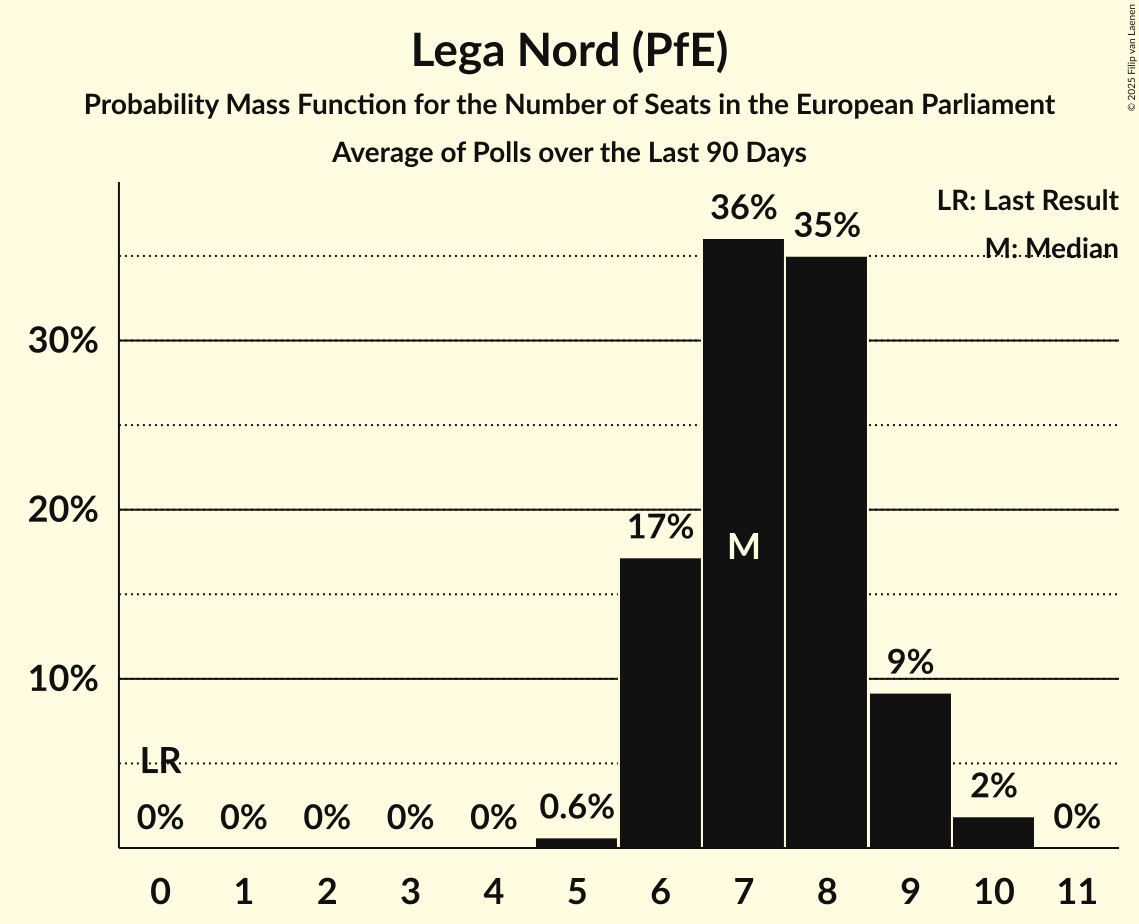 Lega Nord (PfE)
Probability Mass Function for the Number of Seats in the European Parliament
Average of Polls over the Last 90 Days
© 2025 Filip van Laenen
LR: Last Result
M: Median
36%
35%
30%
20%
17%
M
10%
9%
LR
0%
0%
0%
0%
0%
0.6%
2%
0%
0 1 2 3 4 5 6 7 8 9 10 11